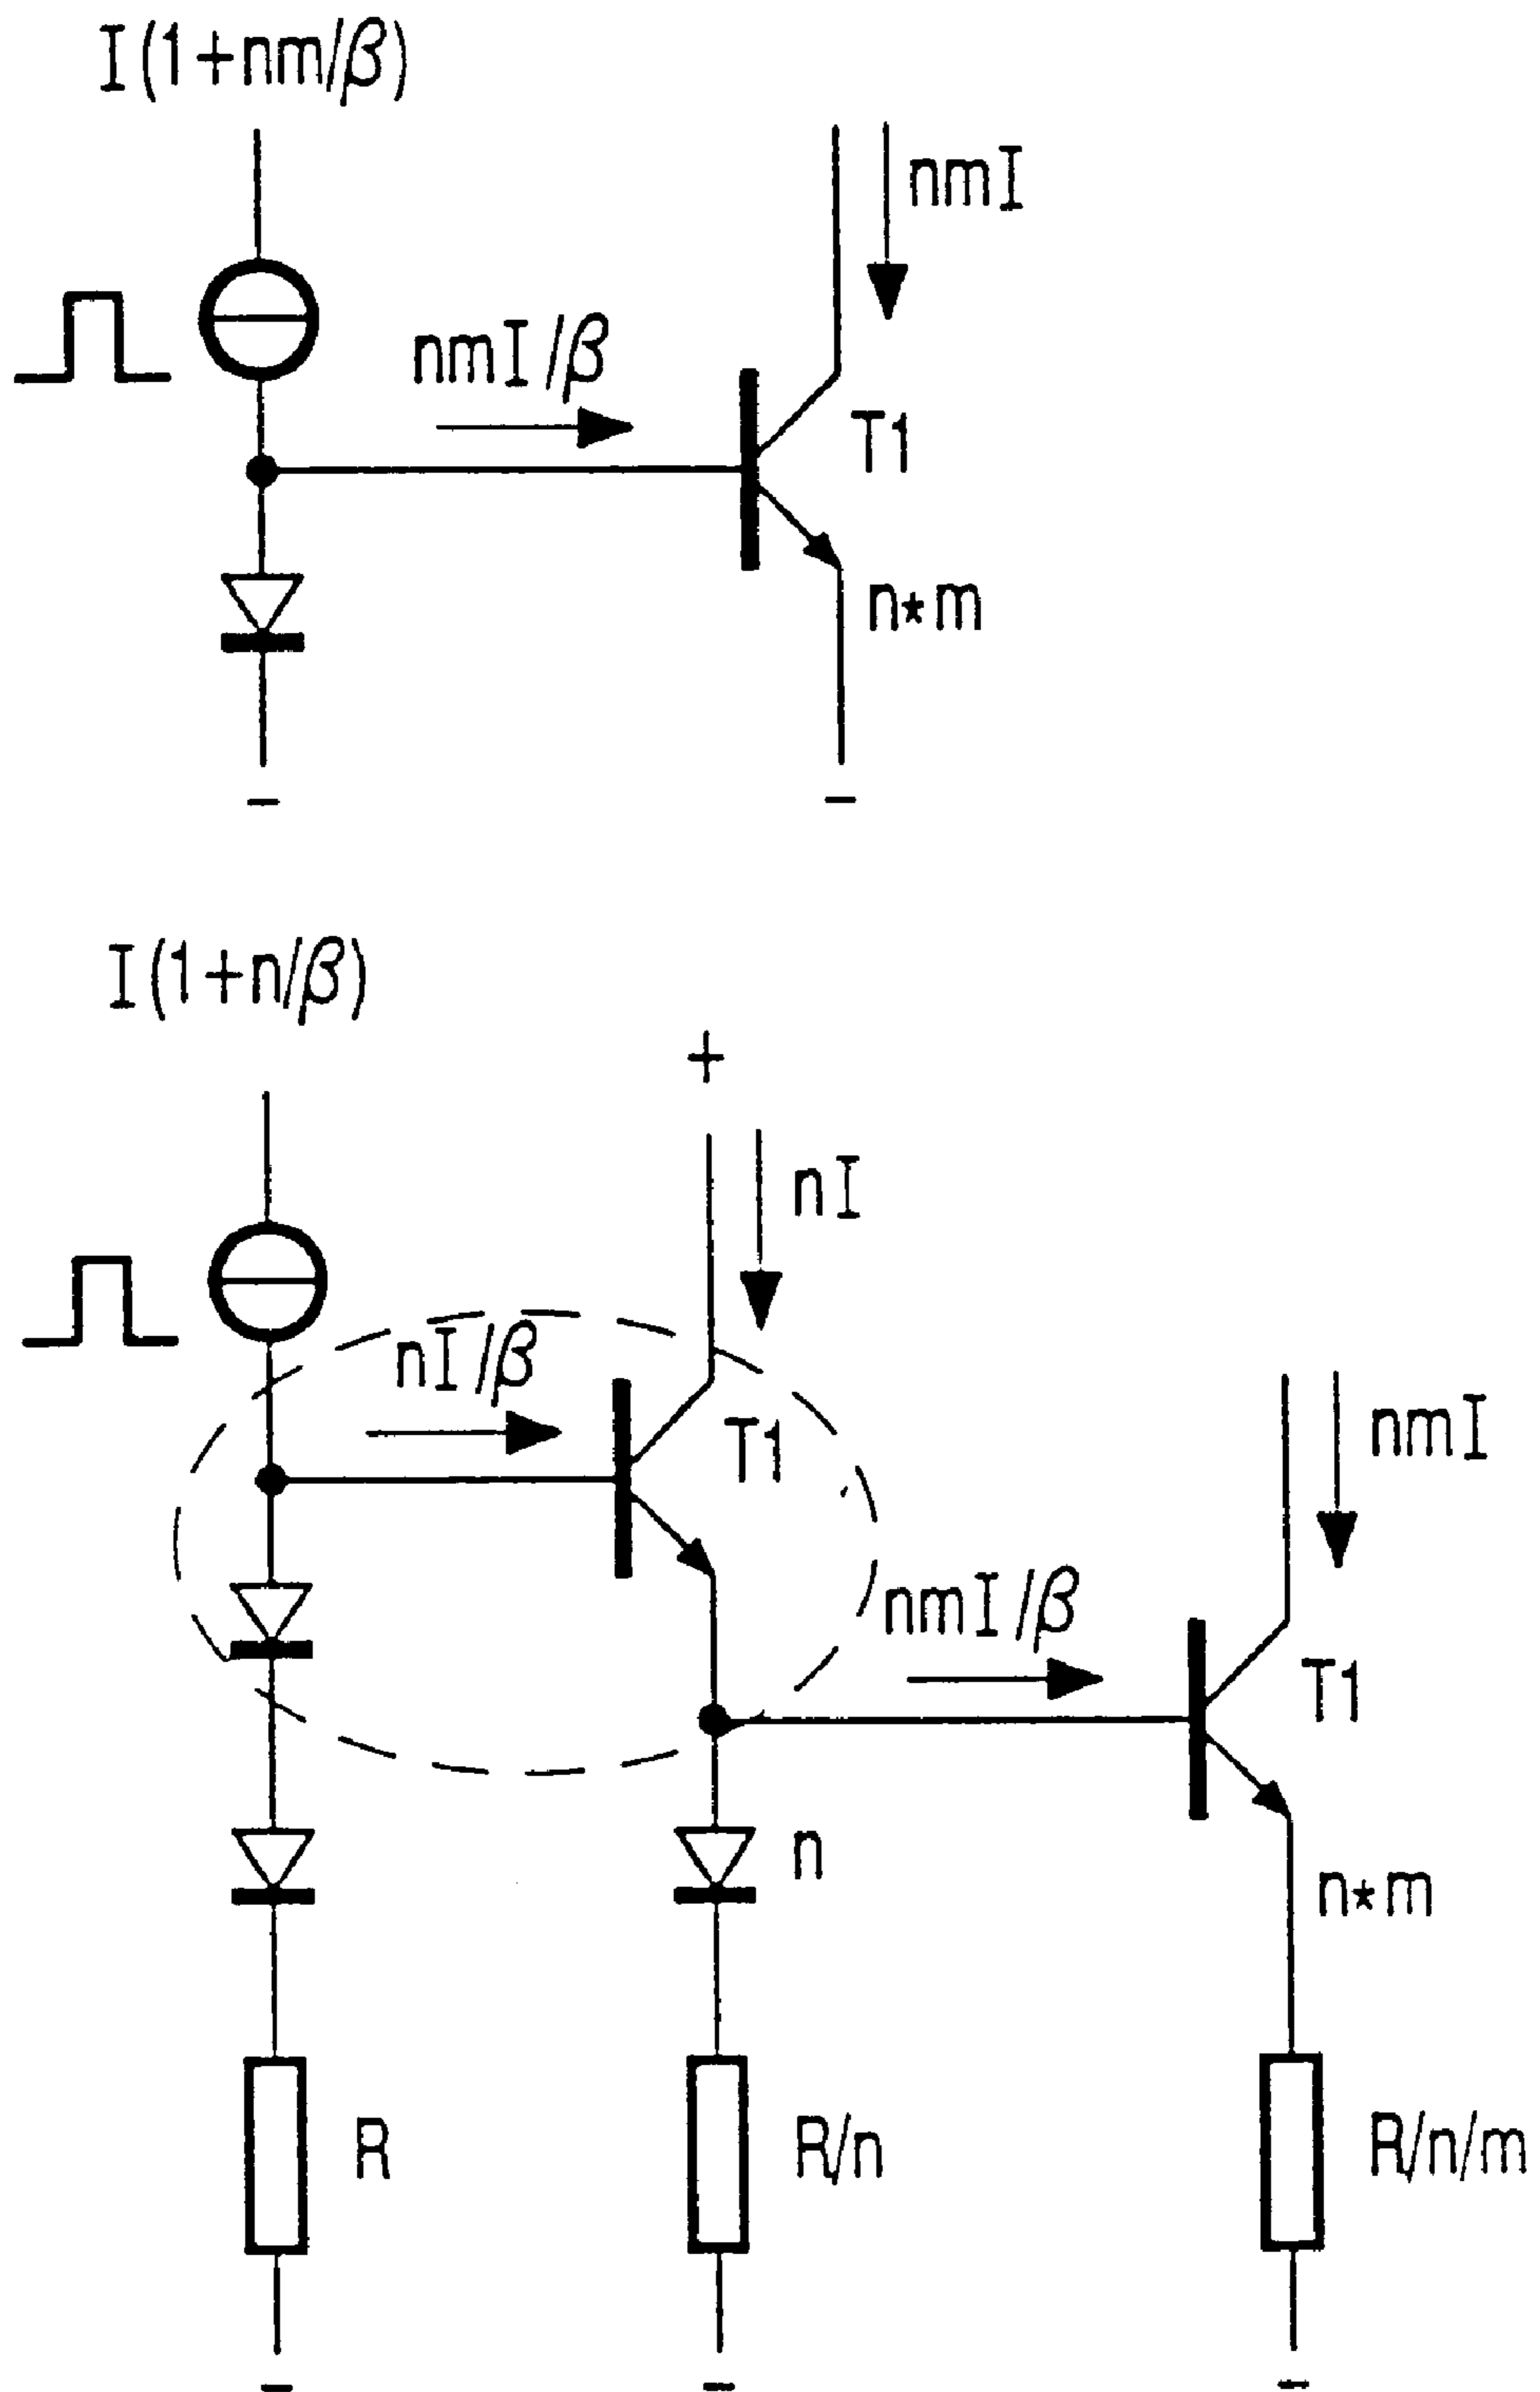 I(1+nm/β)
nmI
nmI/β
T1
n*m
-
-
I(1+n/β)
+
nI
nI/β
T1
nmI
nmI/β
T1
n
n*m
R
R/n
R/n/m
-
-
-